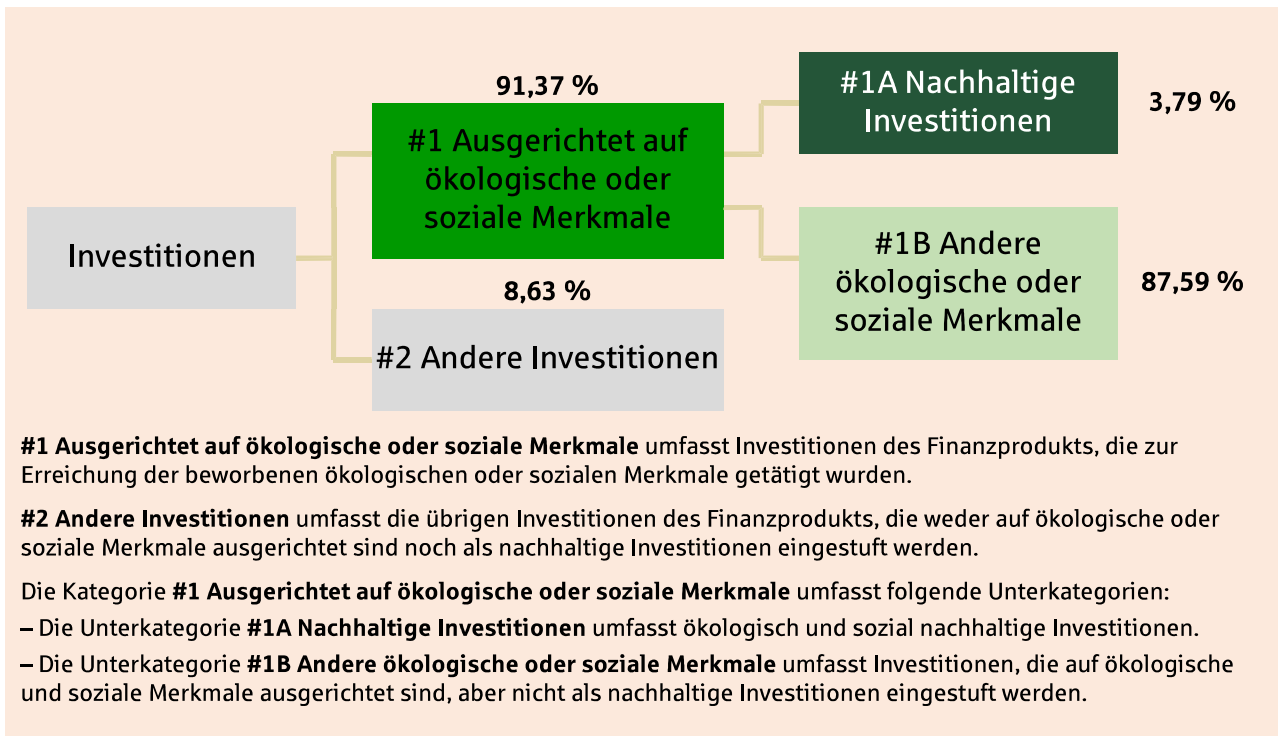 91,37 %
#1 Ausgerichtet auf
ökologische oder
soziale Merkmale
#1A Nachhaltige
Investitionen
3,79 %
Investitionen
#1B Andere
ökologische oder
soziale Merkmale
87,59 %
8,63 %
#2 Andere Investitionen
#1 Ausgerichtet auf ökologische oder soziale Merkmale umfasst Investitionen des Finanzprodukts, die zur
Erreichung der beworbenen ökologischen oder sozialen Merkmale getätigt wurden.
#2 Andere Investitionen umfasst die übrigen Investitionen des Finanzprodukts, die weder auf ökologische oder
soziale Merkmale ausgerichtet sind noch als nachhaltige Investitionen eingestuft werden.
Die Kategorie #1 Ausgerichtet auf ökologische oder soziale Merkmale umfasst folgende Unterkategorien:
– Die Unterkategorie #1A Nachhaltige Investitionen umfasst ökologisch und sozial nachhaltige Investitionen.
– Die Unterkategorie #1B Andere ökologische oder soziale Merkmale umfasst Investitionen, die auf ökologische
und soziale Merkmale ausgerichtet sind, aber nicht als nachhaltige Investitionen eingestuft werden.